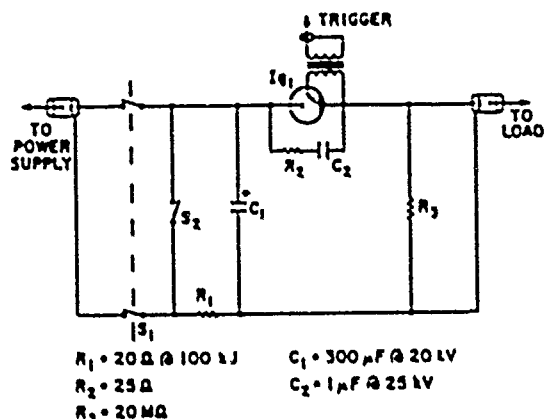 TRIGGER
Ig1
TO
POWER
SUPPLY
TO
LOAD
R2
C2
S2
C1
+
R3
R1
S1
R1 = 20 Ω @ 100 kJ
R2 = 25 Ω
R3 = 20 MΩ
C1 = 300 μF @ 20 kV
C2 = 1 μF @ 25 kV